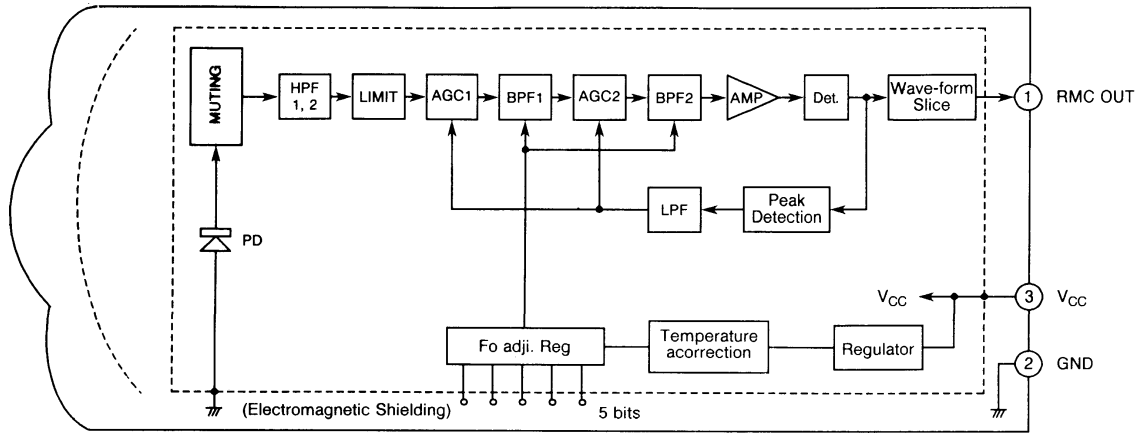 MUTING
HPF
1, 2
LIMIT
AGC1
BPF1
AGC2
BPF2
AMP
Det.
Wave-form
Slice
1
RMC OUT
LPF
Peak
Detection
PD
VCC
3
VCC
Fo adji. Reg
Temperature
acorrection
Regulator
2
GND
(Electromagnetic Shielding)
5 bits